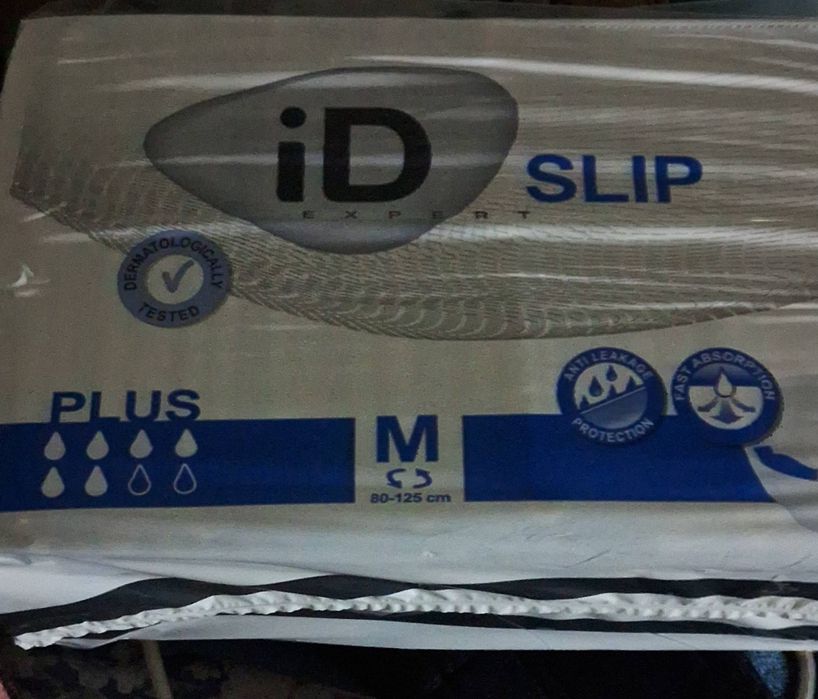 iD
EXPERT
SLIP
DERMATOLOGICALLY
TESTED
ANTI LEAKAGE
PROTECTION
FAST ABSORPTION
PLUS
M
80-125 cm